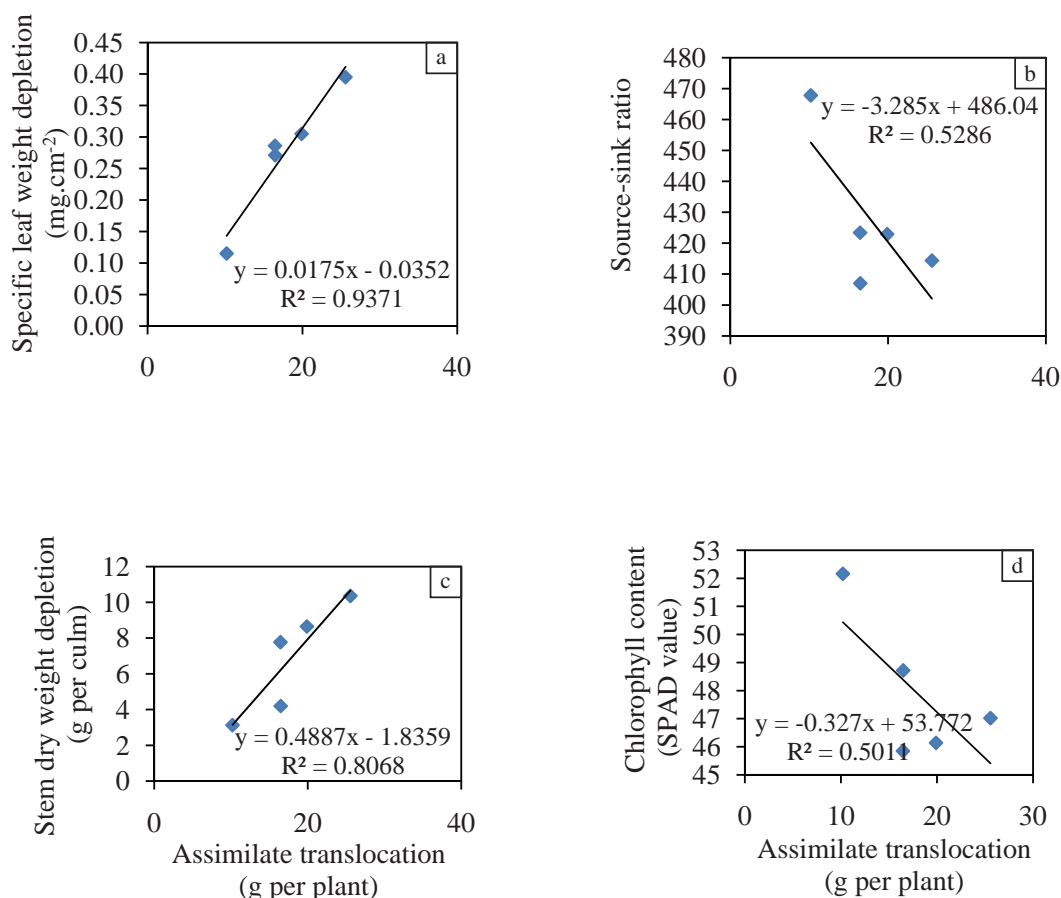 Specific leaf weight depletion
(mg.cm-2)
0.45
0.40
0.35
0.30
0.25
0.20
0.15
0.10
0.05
0.00
a
y = 0.0175x - 0.0352
R² = 0.9371
0 20 40
Source-sink ratio
480
470
460
450
440
430
420
410
400
390
b
y = -3.285x + 486.04
R² = 0.5286
0 20 40
Stem dry weight depletion
(g per culm)
12
10
8
6
4
2
0
c
y = 0.4887x - 1.8359
R² = 0.8068
0 20 40
Assimilate translocation
(g per plant)
Chlorophyll content
(SPAD value)
53
52
51
50
49
48
47
46
45
d
y = -0.327x + 53.772
R² = 0.5011
0 10 20 30
Assimilate translocation
(g per plant)